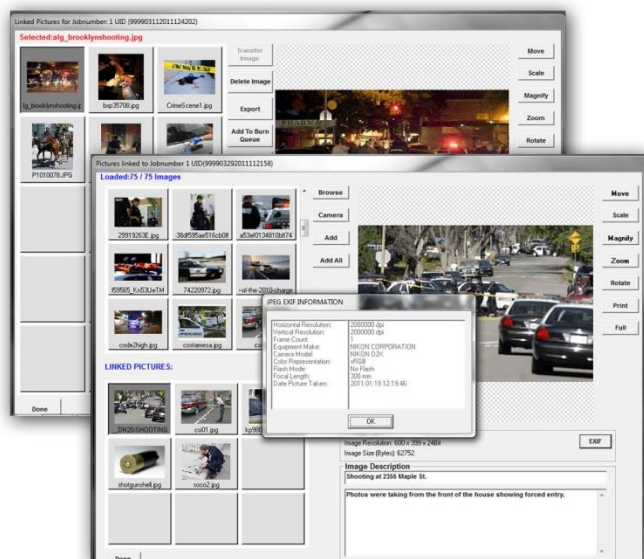 Linked Pictures for Jobnumber: 1 UID (999903112011124202)
Selected:alg_brooklynshooting.jpg
lg_brooklynshooting.jp
bxp35708.jpg
CrimeScene1.jpg
P1010078.JPG
Transfer Image
Delete Image
Export
Add To Burn Queue
Move
Scale
Magnify
Zoom
Rotate
Done
Pictures linked to Jobnumber 1 UID(999903292011112158)
Loaded:75 / 75 Images
29919263E.jpg
-38df595ae516cb0ff
a53ef0134810bff74
f59565_Kn53UeTM
74220972.jpg
-of-the-2010-charge
code2high.jpg
costamesa.jpg
Browse
Camera
Add
Add All
Move
Scale
Magnify
Zoom
Rotate
Print
Full
JPEG EXIF INFORMATION
Horizontal Resolution: 2000000 dpi
Vertical Resolution: 2000000 dpi
Frame Count: 1
Equipment Make: NIKON CORPORATION
Camera Model: NIKON D2X
Color Representation: sRGB
Flash Mode: No Flash
Focal Length: 300 mm
Date Picture Taken: 2011:01:19 12:19:46
OK
LINKED PICTURES:
_DN20-SHOOTING
csi01.jpg
kp980
shotgunshell.jpg
soco2.jpg
Image Resolution: 600 x 399 x 24Bit
Image Size (Bytes): 62752
EXIF
Image Description
Shooting at 2366 Maple St.
Photos were taking from the front of the house showing forced entry.
Done